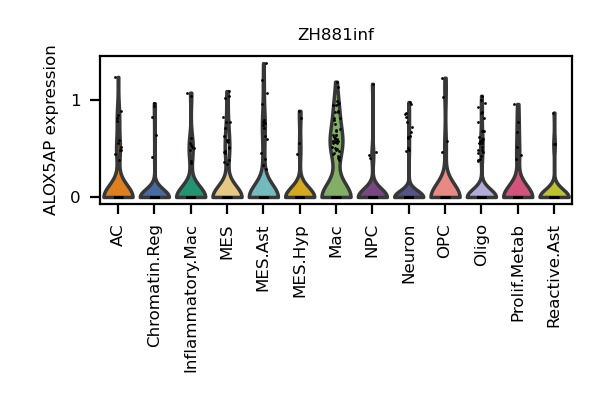 ZH881inf
ALOX5AP expression
1
0
AC
Chromatin.Reg
Inflammatory.Mac
MES
MES.Ast
MES.Hyp
Mac
NPC
Neuron
OPC
Oligo
Prolif.Metab
Reactive.Ast